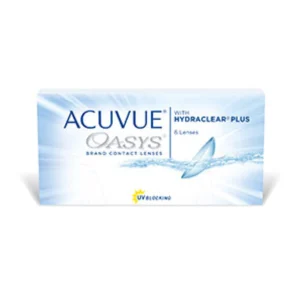 ACUVUE®
OASYS®
BRAND CONTACT LENSES
WITH
HYDRACLEAR® PLUS
6 Lenses
UV BLOCKING